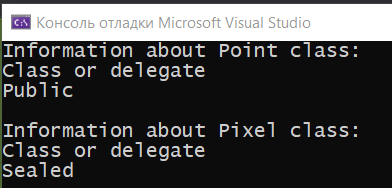 Консоль отладки Microsoft Visual Studio
Information about Point class:
Class or delegate
Public
Information about Pixel class:
Class or delegate
Sealed